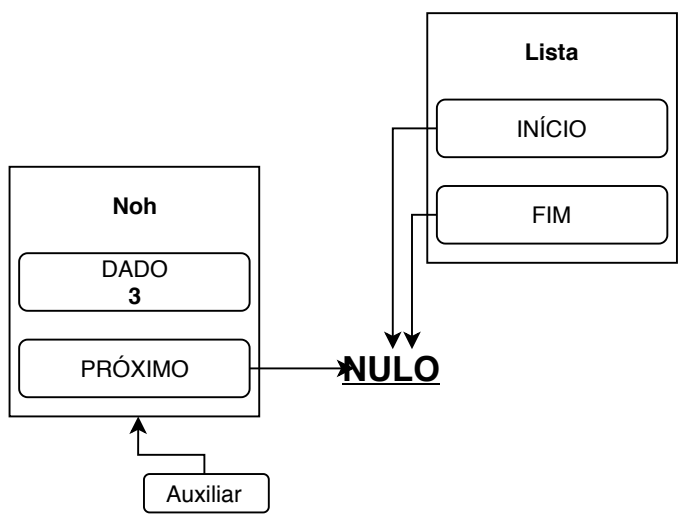 Lista
INÍCIO
FIM
Noh
DADO
3
PRÓXIMO
NULO
Auxiliar